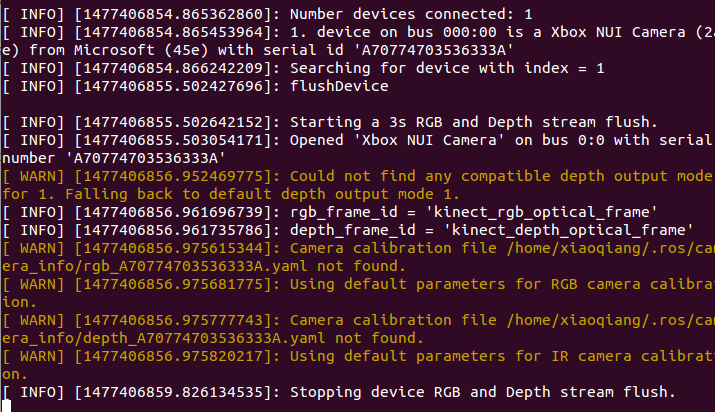 [ INFO] [1477406854.865362860]: Number devices connected: 1
[ INFO] [1477406854.865453964]: 1. device on bus 000:00 is a Xbox NUI Camera (2a
e) from Microsoft (45e) with serial id 'A70774703536333A'
[ INFO] [1477406854.866242209]: Searching for device with index = 1
[ INFO] [1477406855.502427696]: flushDevice
[ INFO] [1477406855.502642152]: Starting a 3s RGB and Depth stream flush.
[ INFO] [1477406855.503054171]: Opened 'Xbox NUI Camera' on bus 0:0 with serial
number 'A70774703536333A'
[ WARN] [1477406856.952469775]: Could not find any compatible depth output mode
for 1. Falling back to default depth output mode 1.
[ INFO] [1477406856.961696739]: rgb_frame_id = 'kinect_rgb_optical_frame'
[ INFO] [1477406856.961735786]: depth_frame_id = 'kinect_depth_optical_frame'
[ WARN] [1477406856.975615344]: Camera calibration file /home/xiaoqiang/.ros/cam
era_info/rgb_A70774703536333A.yaml not found.
[ WARN] [1477406856.975681775]: Using default parameters for RGB camera calibrat
ion.
[ WARN] [1477406856.975777743]: Camera calibration file /home/xiaoqiang/.ros/cam
era_info/depth_A70774703536333A.yaml not found.
[ WARN] [1477406856.975820217]: Using default parameters for IR camera calibrati
on.
[ INFO] [1477406859.826134535]: Stopping device RGB and Depth stream flush.